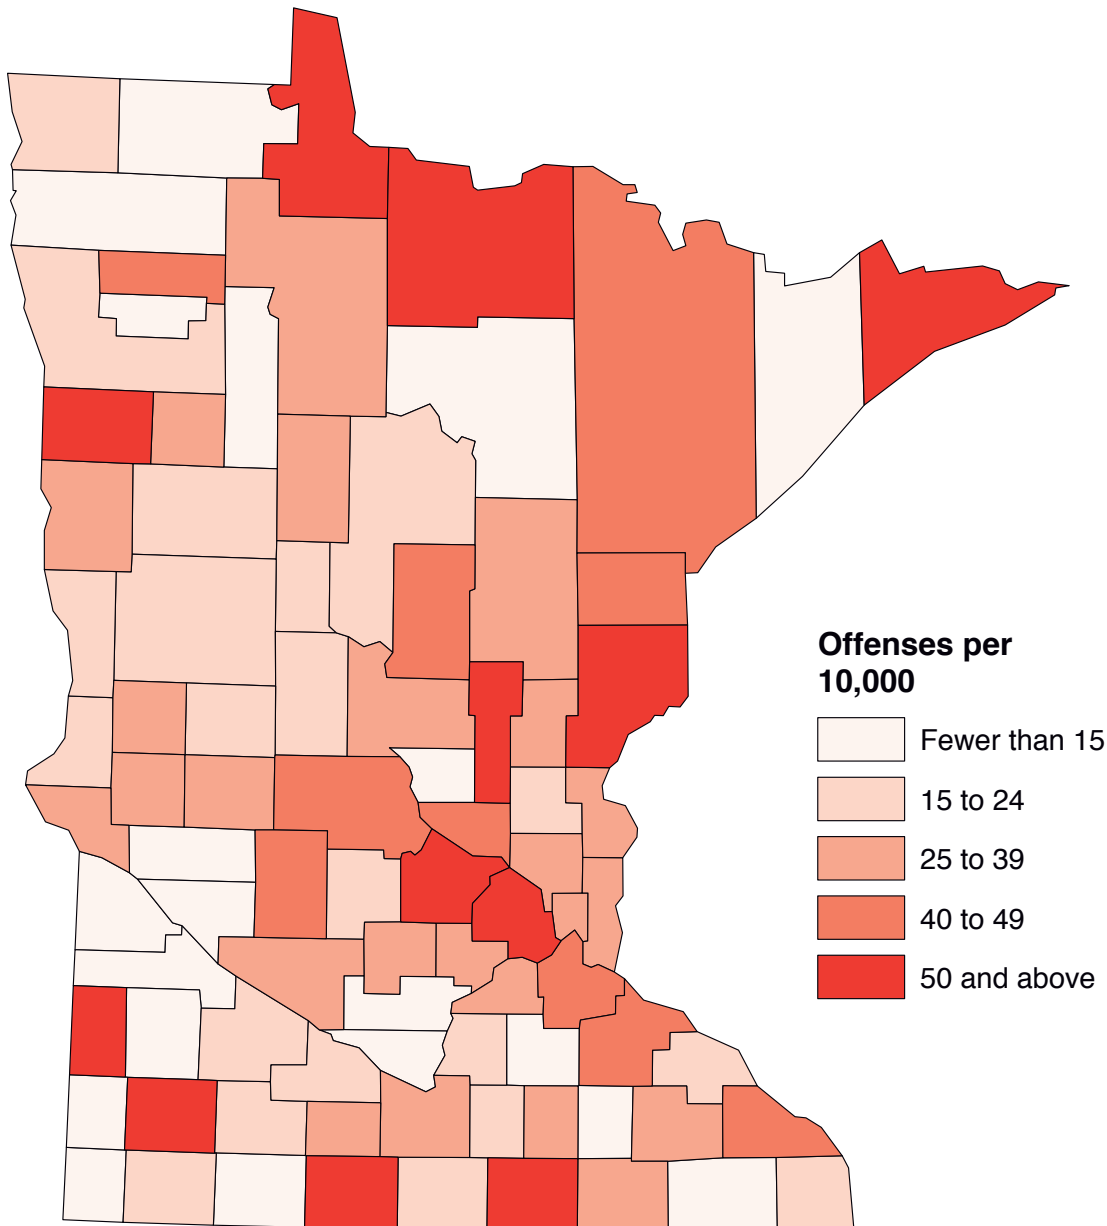 Offenses per
10,000
Fewer than 15
15 to 24
25 to 39
40 to 49
50 and above